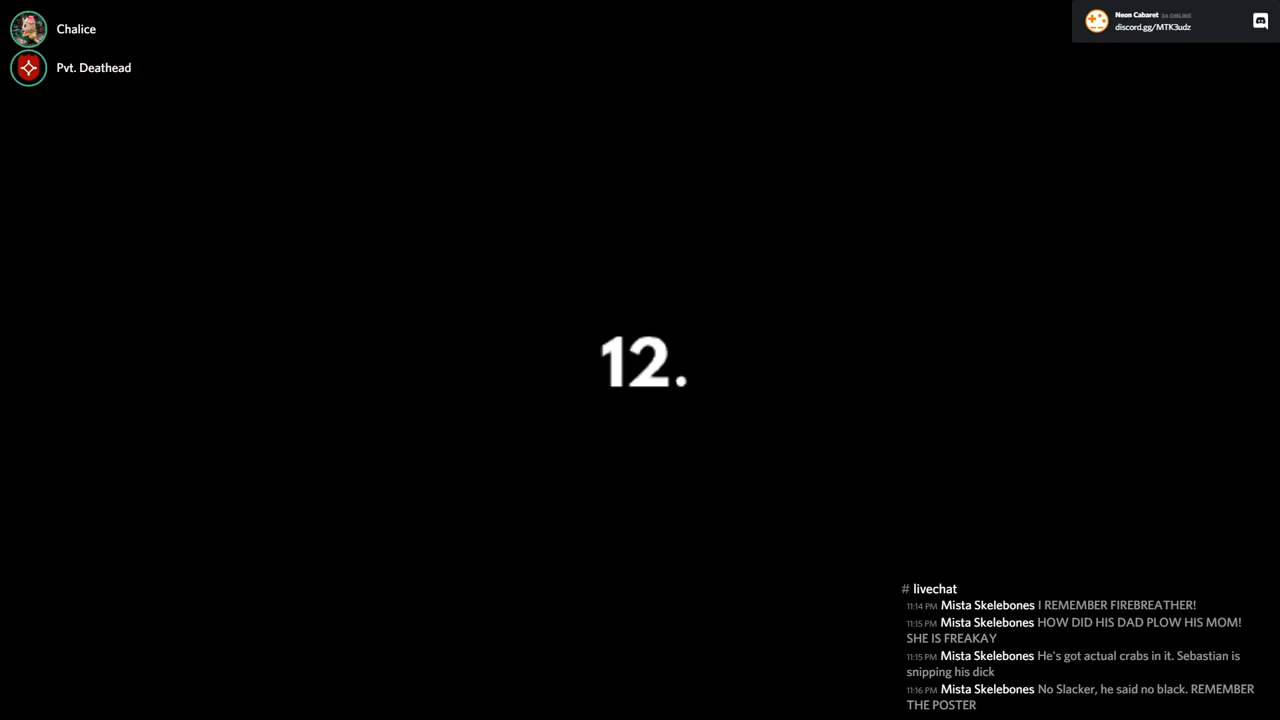 Chalice
Pvt. Deathead
Neon Cabaret 34 ONLINE
discord.gg/MTK3udz
12.
# livechat
11:14 PM Mista Skelebones I REMEMBER FIREBREATHER!
11:15 PM Mista Skelebones HOW DID HIS DAD PLOW HIS MOM!
SHE IS FREAKAY
11:15 PM Mista Skelebones He's got actual crabs in it. Sebastian is
snipping his dick
11:16 PM Mista Skelebones No Slacker, he said no black. REMEMBER
THE POSTER